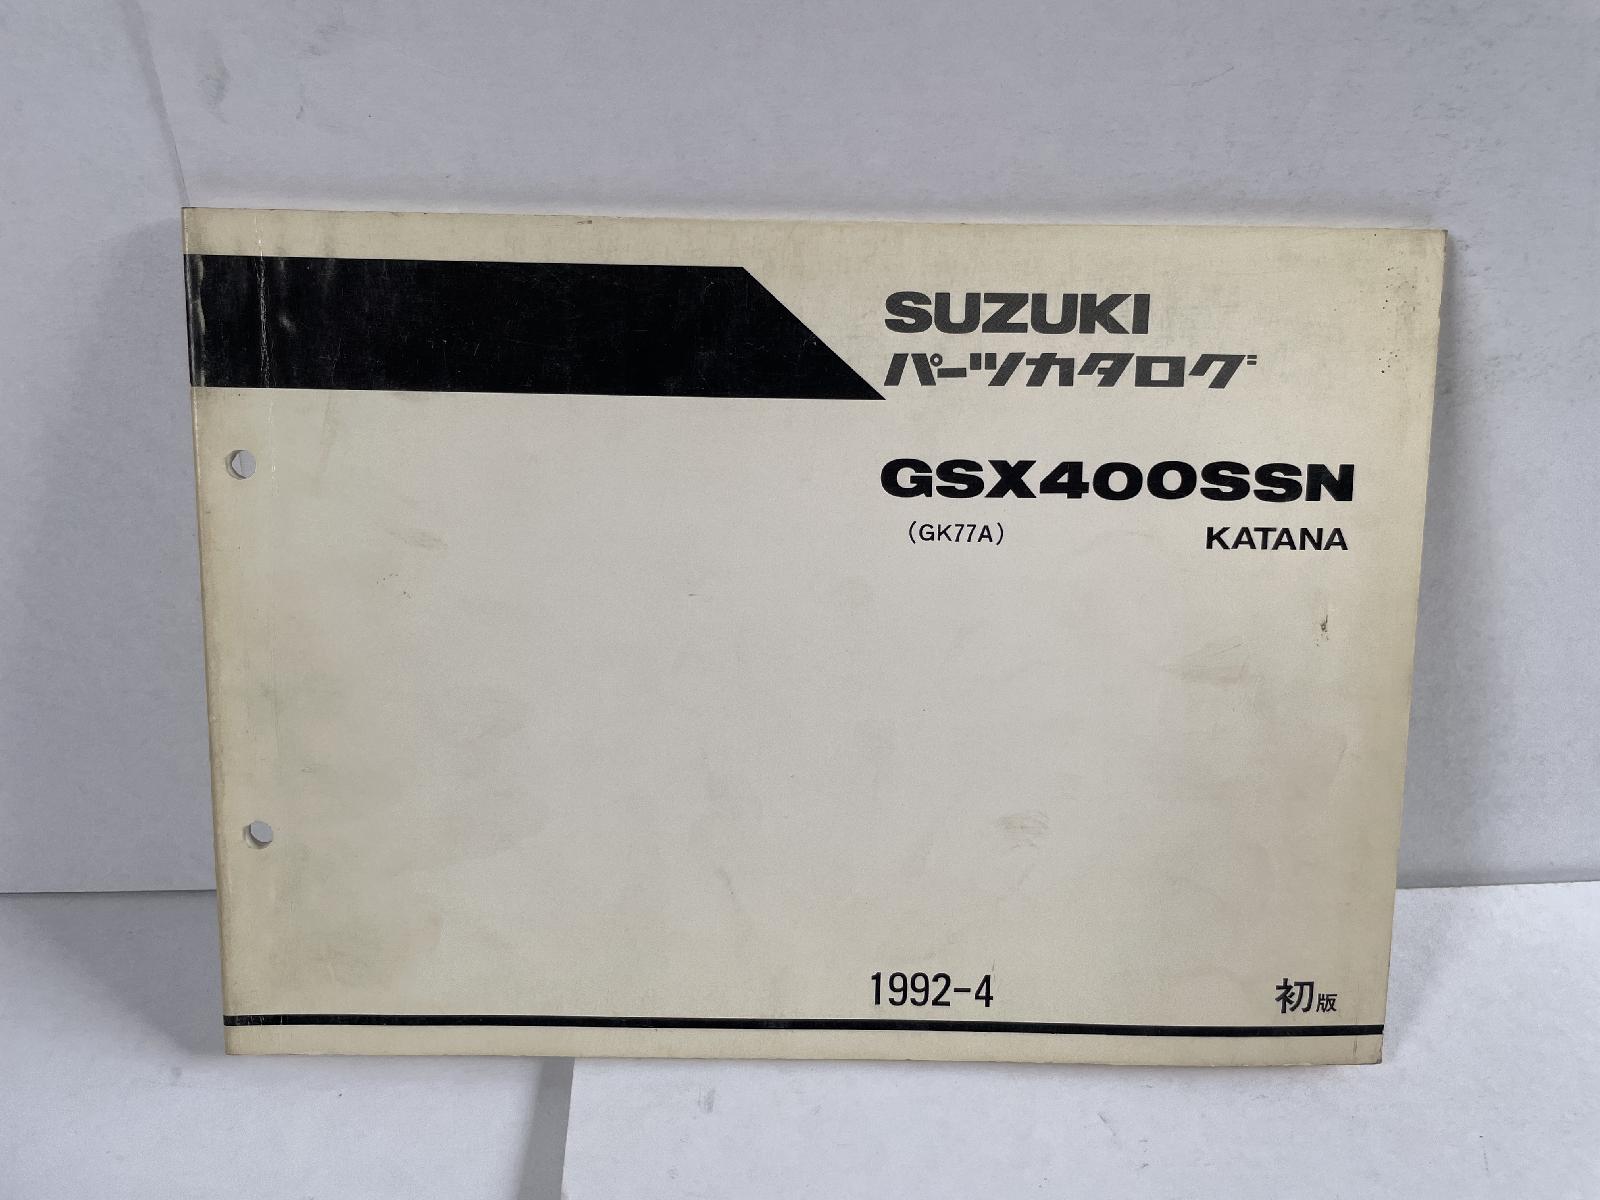 SUZUKI
パーツカタログ
GSX400SSN
(GK77A) KATANA
1992-4 初版